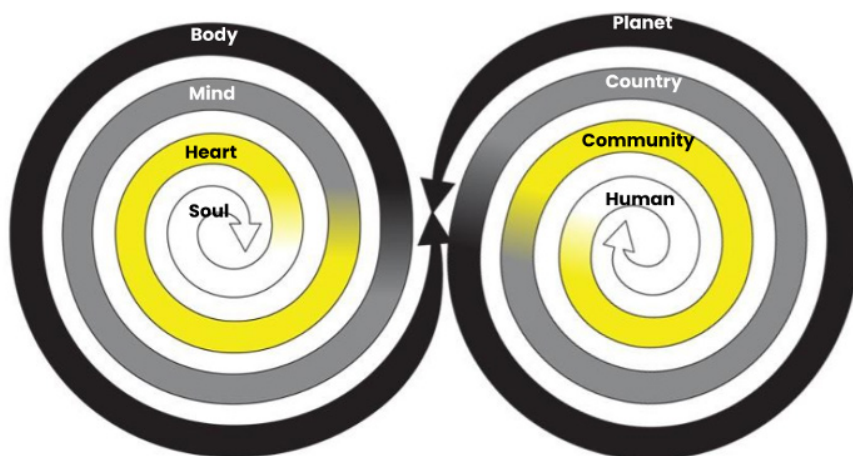 Body
Mind
Heart
Soul
Planet
Country
Community
Human